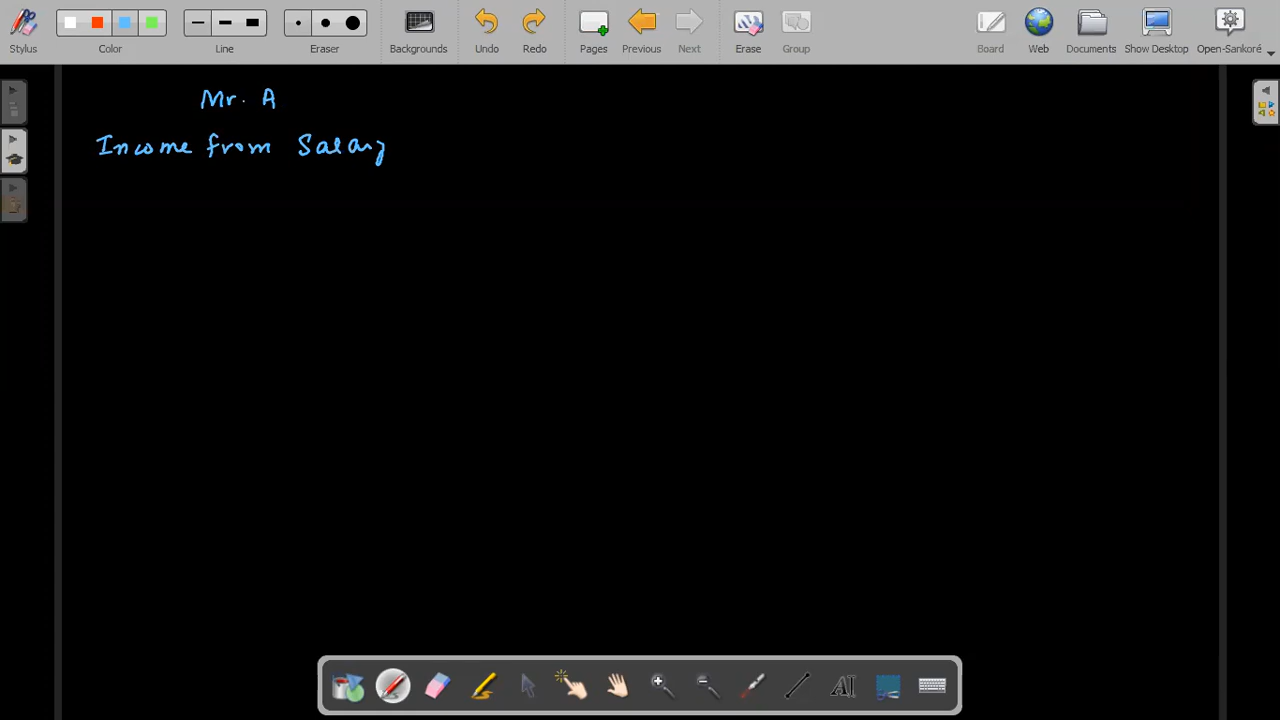 Stylus Color Line Eraser Backgrounds Undo Redo Pages Previous Next Erase Group Board Web Documents Show Desktop Open-Sankoré
Mr. A
Income from Salary
AI